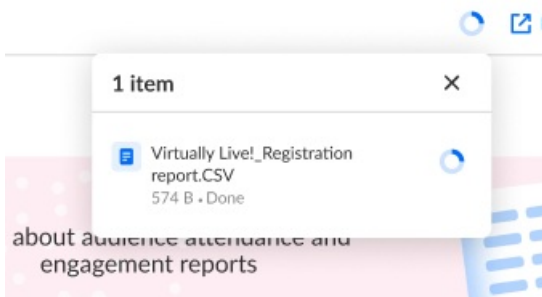 1 item
Virtually Live!_Registration
report.CSV
574 B • Done
about audience attendance and
engagement reports